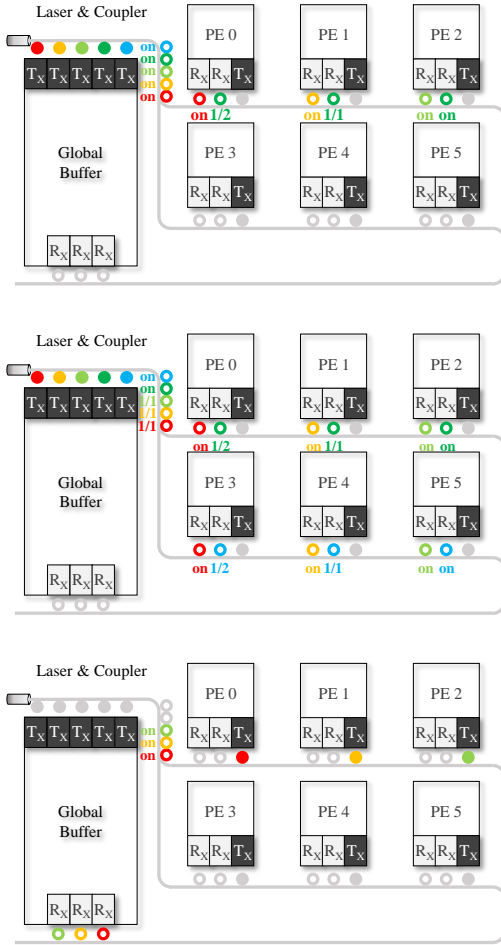 Laser & Coupler
PE 0 PE 1 PE 2
on
on
on
on
on
TX TX TX TX TX
RX RX TX RX RX TX RX RX TX
on 1/2 on 1/1 on on
Global
Buffer
PE 3 PE 4 PE 5
RX RX TX RX RX TX RX RX TX
RX RX RX
Laser & Coupler
PE 0 PE 1 PE 2
on
on
1/1
1/1
1/1
TX TX TX TX TX
RX RX TX RX RX TX RX RX TX
on 1/2 on 1/1 on on
Global
Buffer
PE 3 PE 4 PE 5
RX RX TX RX RX TX RX RX TX
on 1/2 on 1/1 on on
RX RX RX
Laser & Coupler
PE 0 PE 1 PE 2
on
on
on
TX TX TX TX TX
RX RX TX RX RX TX RX RX TX
Global
Buffer
PE 3 PE 4 PE 5
RX RX TX RX RX TX RX RX TX
RX RX RX